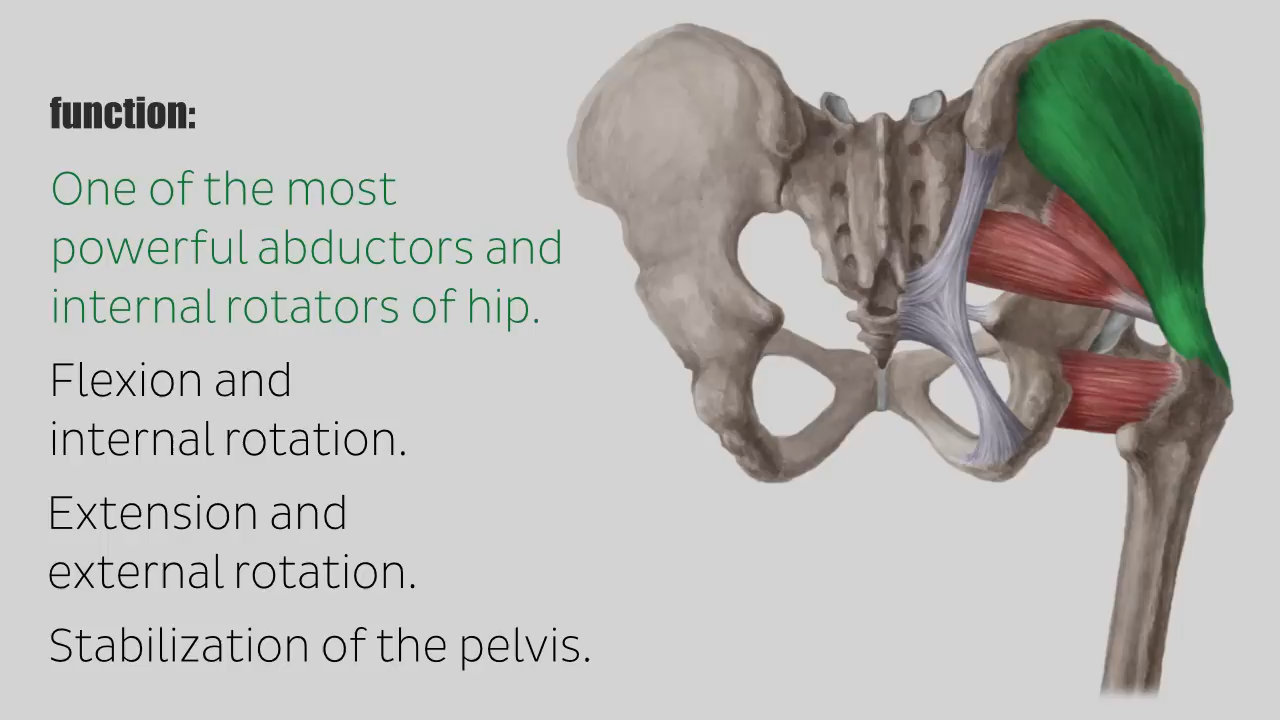 function:
One of the most
powerful abductors and
internal rotators of hip.
Flexion and
internal rotation.
Extension and
external rotation.
Stabilization of the pelvis.